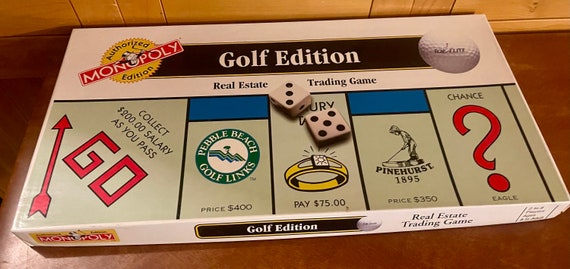 Authorized
MONOPOLY
Edition
Golf Edition
TOP-FLITE
Real Estate Trading Game
COLLECT
$200.00 SALARY
AS YOU PASS
GO
PEBBLE BEACH
GOLF LINKS
PRICE $400
URY
PAY $75.00
PINEHURST
1895
PRICE $350
CHANCE
?
EAGLE
MONOPOLY
Golf Edition
Real Estate
Trading Game